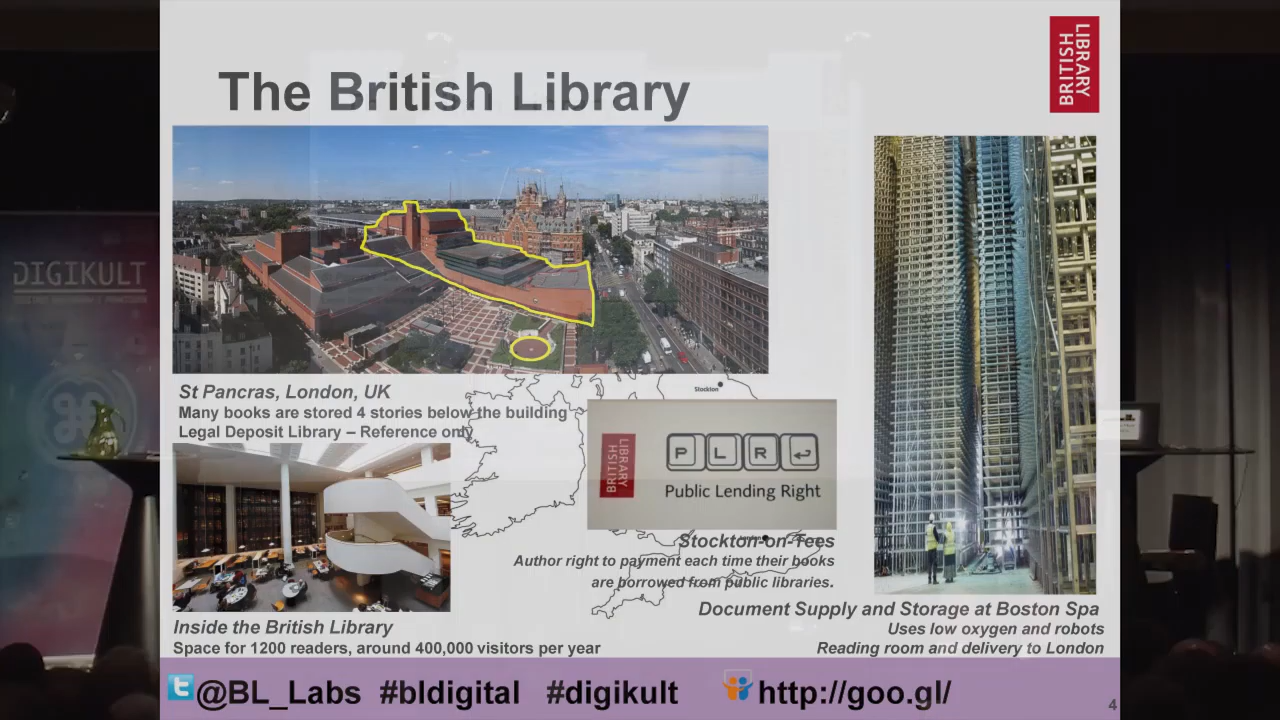 The British Library
LIBRARY
BRITISH
DIGIKULT
St Pancras, London, UK
Many books are stored 4 stories below the building
Legal Deposit Library – Reference only
Stockton
LIBRARY
BRITISH
P L R
Public Lending Right
Stockton-on-Tees
Author right to payment each time their books
are borrowed from public libraries.
Inside the British Library
Space for 1200 readers, around 400,000 visitors per year
Document Supply and Storage at Boston Spa
Uses low oxygen and robots
Reading room and delivery to London
@BL_Labs #bldigital #digikult http://goo.gl/
4